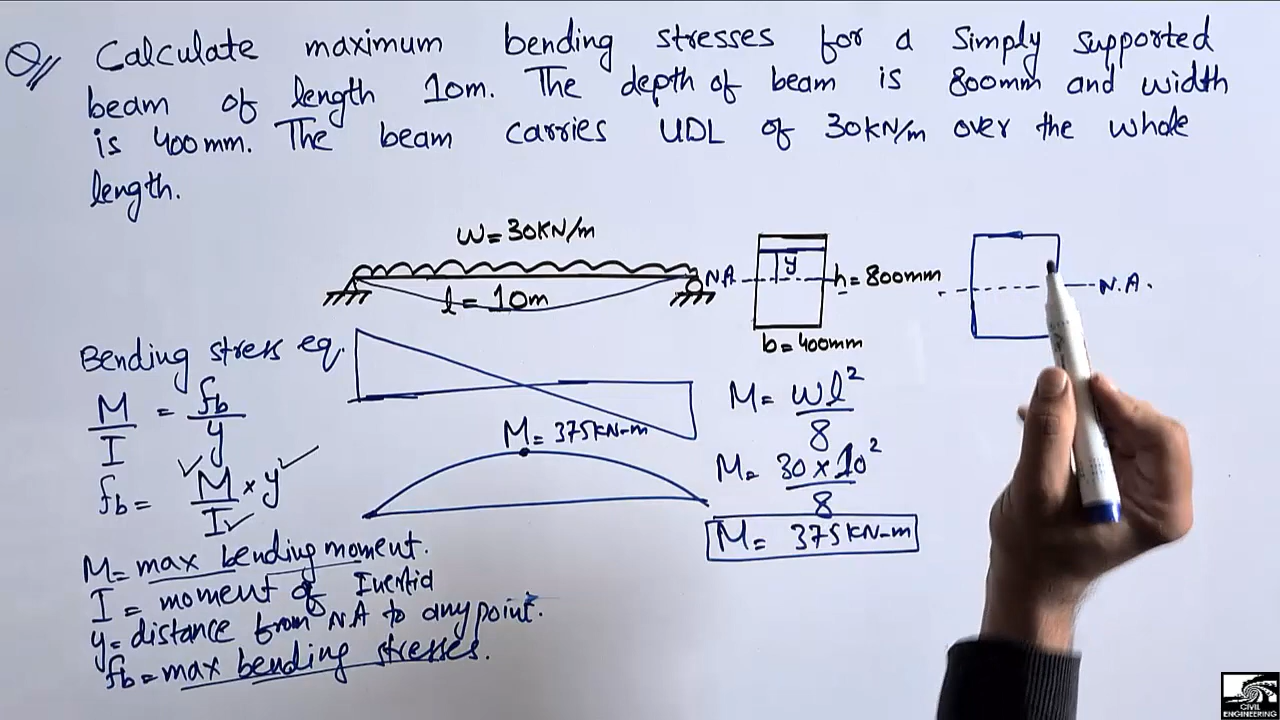 Q// Calculate maximum bending stresses for a simply supported
beam of length 10m. The depth of beam is 800mm and width
is 400mm. The beam carries UDL of 30kN/m over the whole
length.
W=30KN/m
l=10m
N.A.
y
h=800mm
b=400mm
N.A.
Bending stress eq.
M/I = fb/y
fb = M/I × y
M=375KN-m
M= wl²/8
M= 30×10²/8
M= 375KN-m
M=max bending moment.
I = moment of Inertia
y=distance from N.A to any point.
fb=max bending stresses.
CIVIL
ENGINEERING